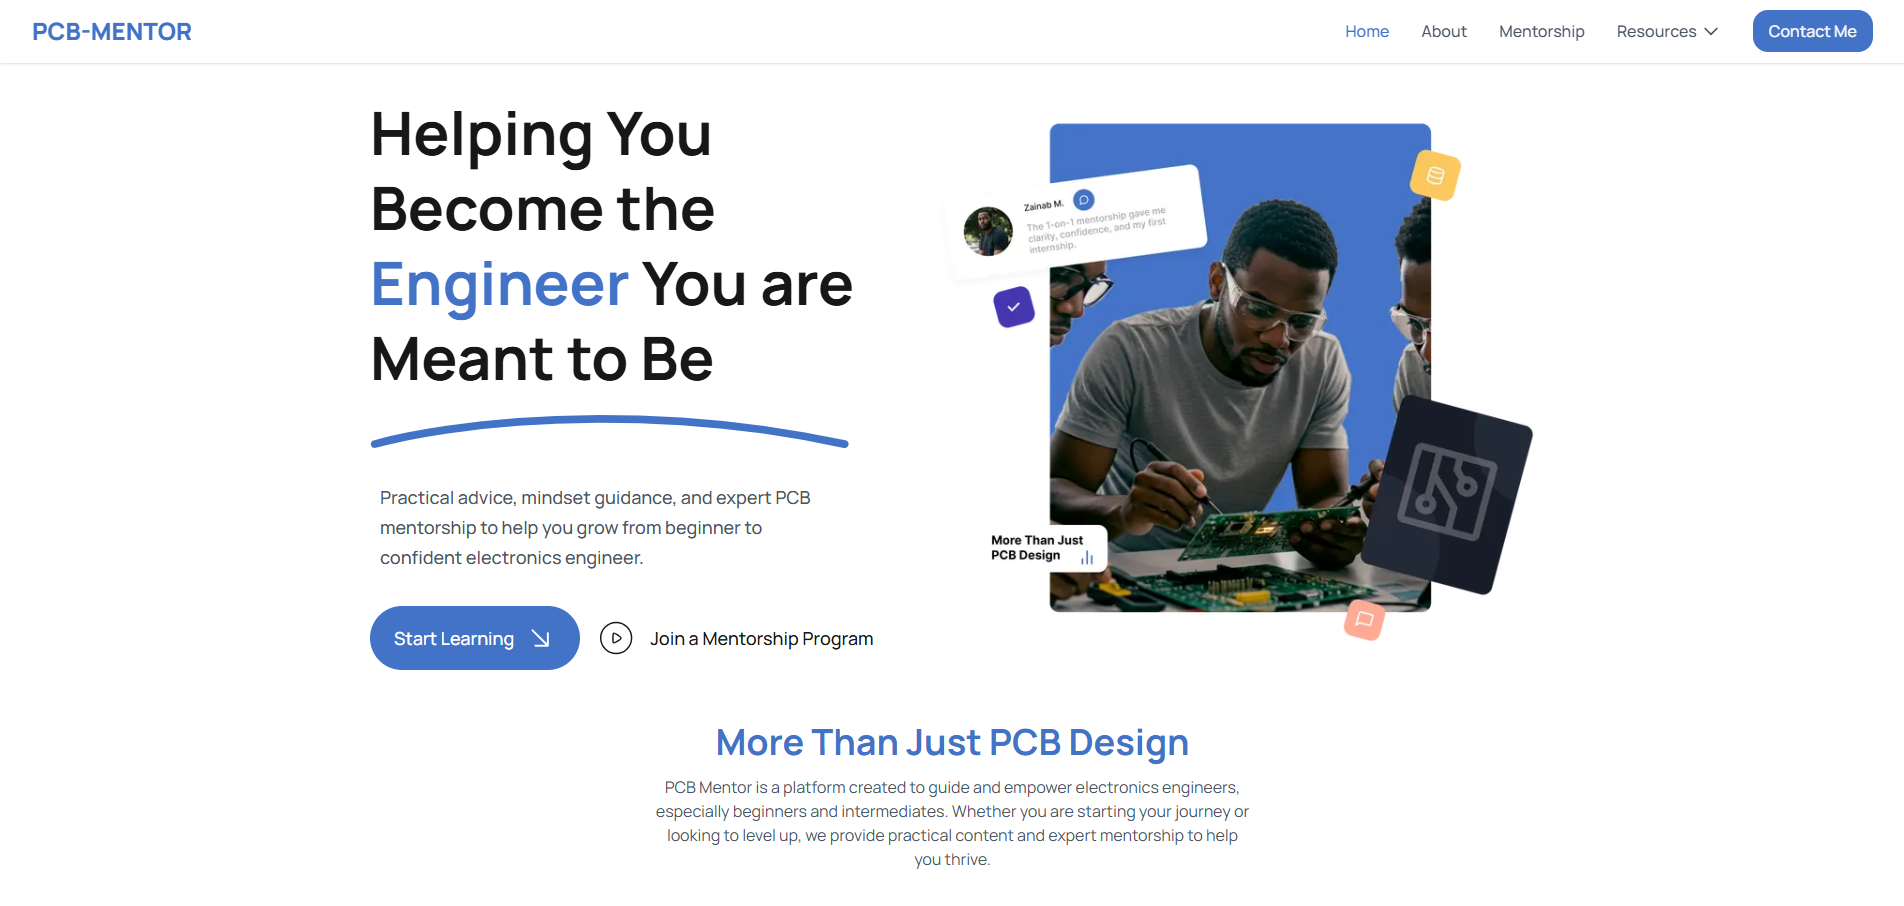 PCB-MENTOR
Home
About
Mentorship
Resources
Contact Me
Helping You
Become the
Engineer You are
Meant to Be
Practical advice, mindset guidance, and expert PCB
mentorship to help you grow from beginner to
confident electronics engineer.
Start Learning
Join a Mentorship Program
Zainab M.
The 1-on-1 mentorship gave me
clarity, confidence, and my first
internship.
More Than Just
PCB Design
More Than Just PCB Design
PCB Mentor is a platform created to guide and empower electronics engineers,
especially beginners and intermediates. Whether you are starting your journey or
looking to level up, we provide practical content and expert mentorship to help
you thrive.